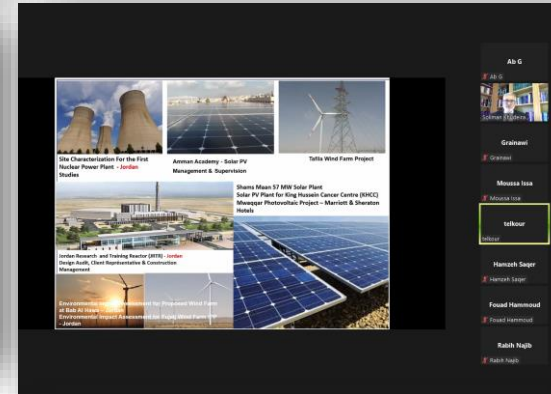 Site Characterization For the First
Nuclear Power Plant - Jordan
Studies
Amman Academy - Solar PV
Management & Supervision
Tafila Wind Farm Project
Shams Maan 57 MW Solar Plant
Solar PV Plant for King Hussein Cancer Centre (KHCC)
Mwaqqar Photovoltaic Project – Marriott & Sheraton
Hotels
Jordan Research and Training Reactor (JRTR) - Jordan
Design Audit, Client Representative & Construction
Management
Environmental Impact Assessment for Proposed Wind Farm
at Bab Al Hawa – Jordan
Environmental Impact Assessment for Fujeij Wind Farm
- Jordan
Ab G
Ab G
Grainawi
Grainawi
Moussa Issa
Moussa Issa
telkour
telkour
Hamzeh Saqer
Hamzeh Saqer
Fouad Hammoud
Fouad Hammoud
Rabih Najib
Rabih Najib